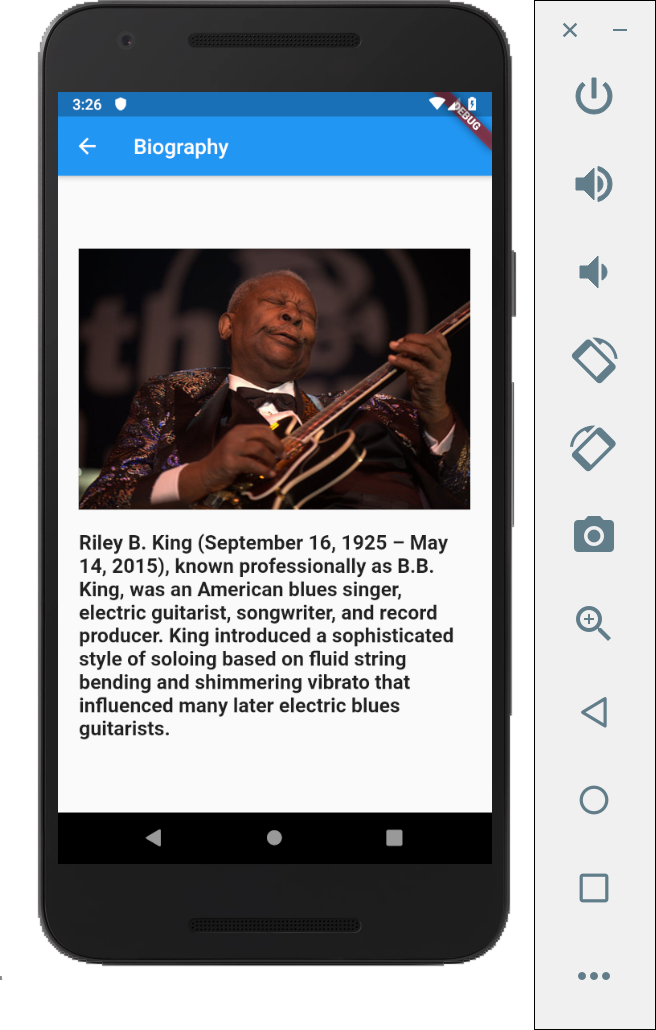 3:26
DEBUG
Biography
th
Riley B. King (September 16, 1925 – May
14, 2015), known professionally as B.B.
King, was an American blues singer,
electric guitarist, songwriter, and record
producer. King introduced a sophisticated
style of soloing based on fluid string
bending and shimmering vibrato that
influenced many later electric blues
guitarists.